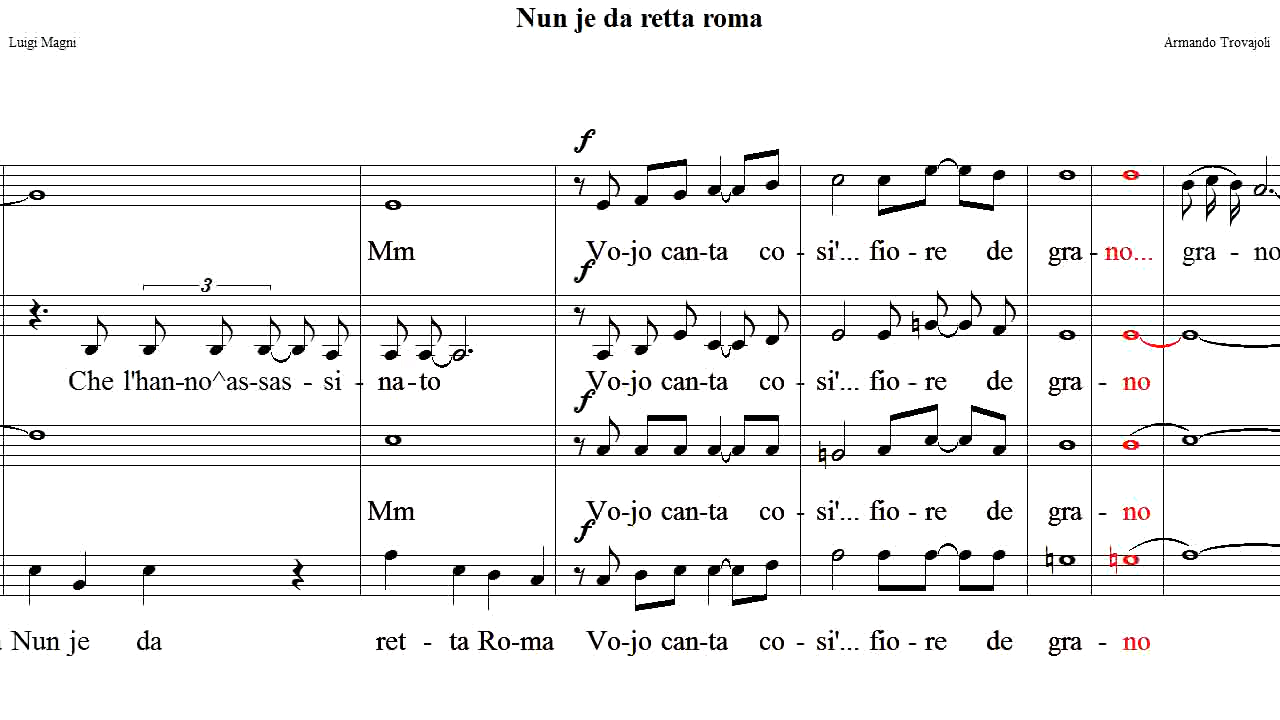 Nun je da retta roma
Luigi Magni
Armando Trovajoli
f
Mm Vo-jo can-ta co - si'... fio - re de gra - no... gra - no
f
3
Che l'han-no^as-sas - si - na-to Vo-jo can-ta co - si'... fio - re de gra - no
f
Mm Vo-jo can-ta co - si'... fio - re de gra - no
f
Nun je da ret - ta Ro-ma Vo-jo can-ta co - si'... fio - re de gra - no